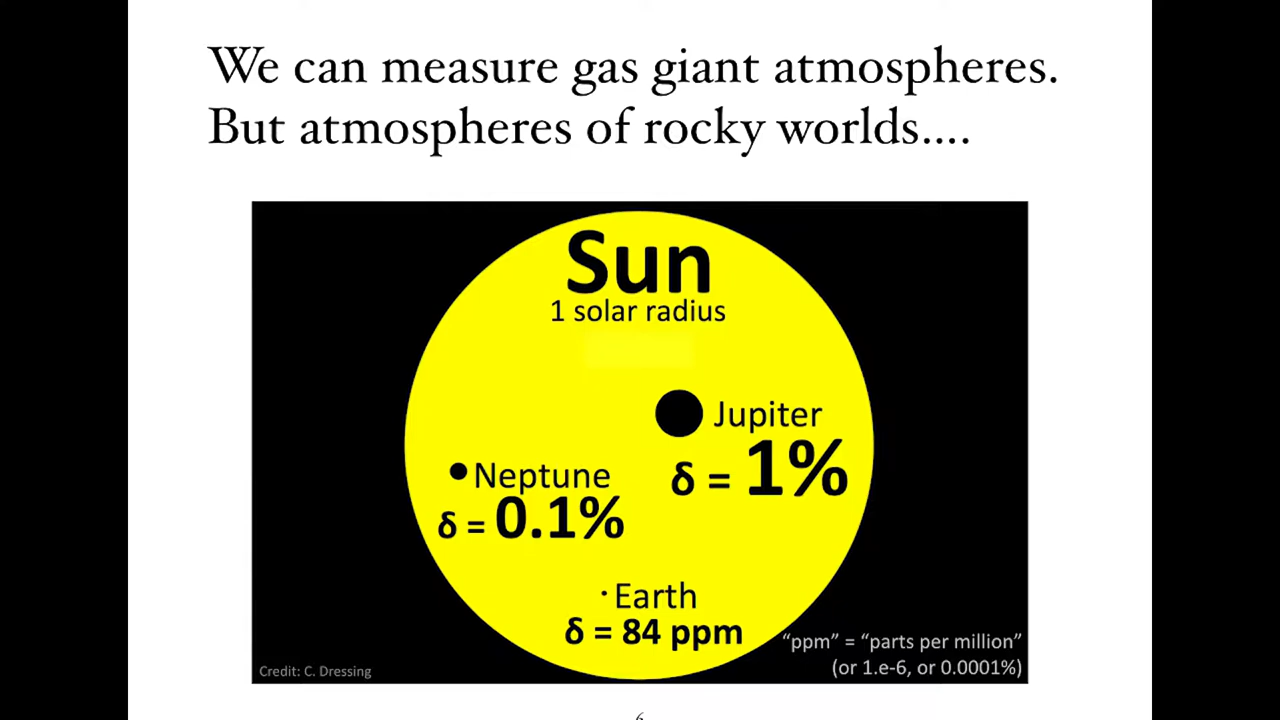 We can measure gas giant atmospheres.
But atmospheres of rocky worlds....
Sun
1 solar radius
Jupiter
δ = 1%
Neptune
δ = 0.1%
Earth
δ = 84 ppm
"ppm" = "parts per million"
(or 1.e-6, or 0.0001%)
Credit: C. Dressing